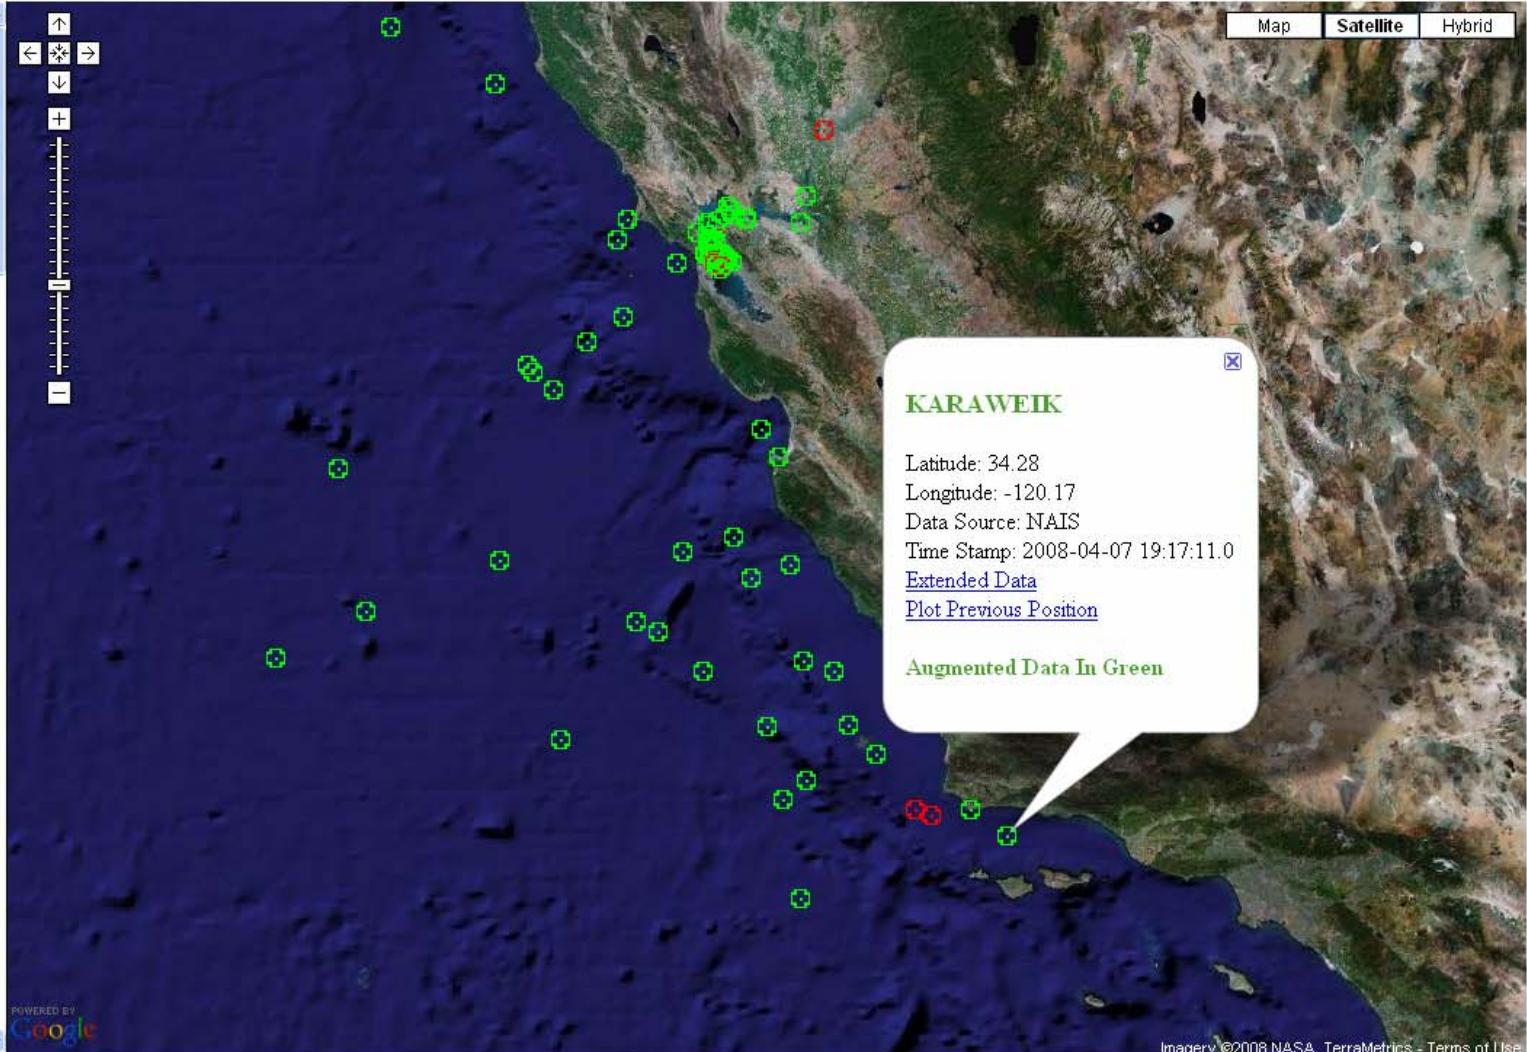 Map Satellite Hybrid
KARAWEIK
Latitude: 34.28
Longitude: -120.17
Data Source: NAIS
Time Stamp: 2008-04-07 19:17:11.0
Extended Data
Plot Previous Position
Augmented Data In Green
POWERED BY
Google
Imagery ©2008 NASA, TerraMetrics - Terms of Use